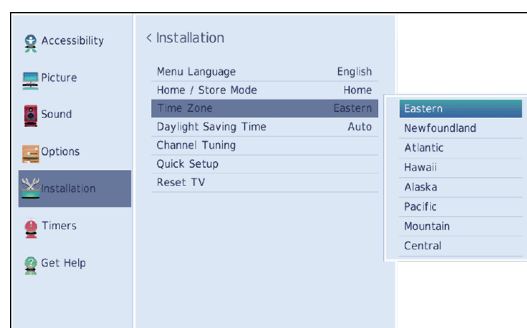 Accessibility
Picture
Sound
Options
Installation
Timers
Get Help
< Installation
Menu Language English
Home / Store Mode Home
Time Zone Eastern
Daylight Saving Time Auto
Channel Tuning
Quick Setup
Reset TV
Eastern
Newfoundland
Atlantic
Hawaii
Alaska
Pacific
Mountain
Central